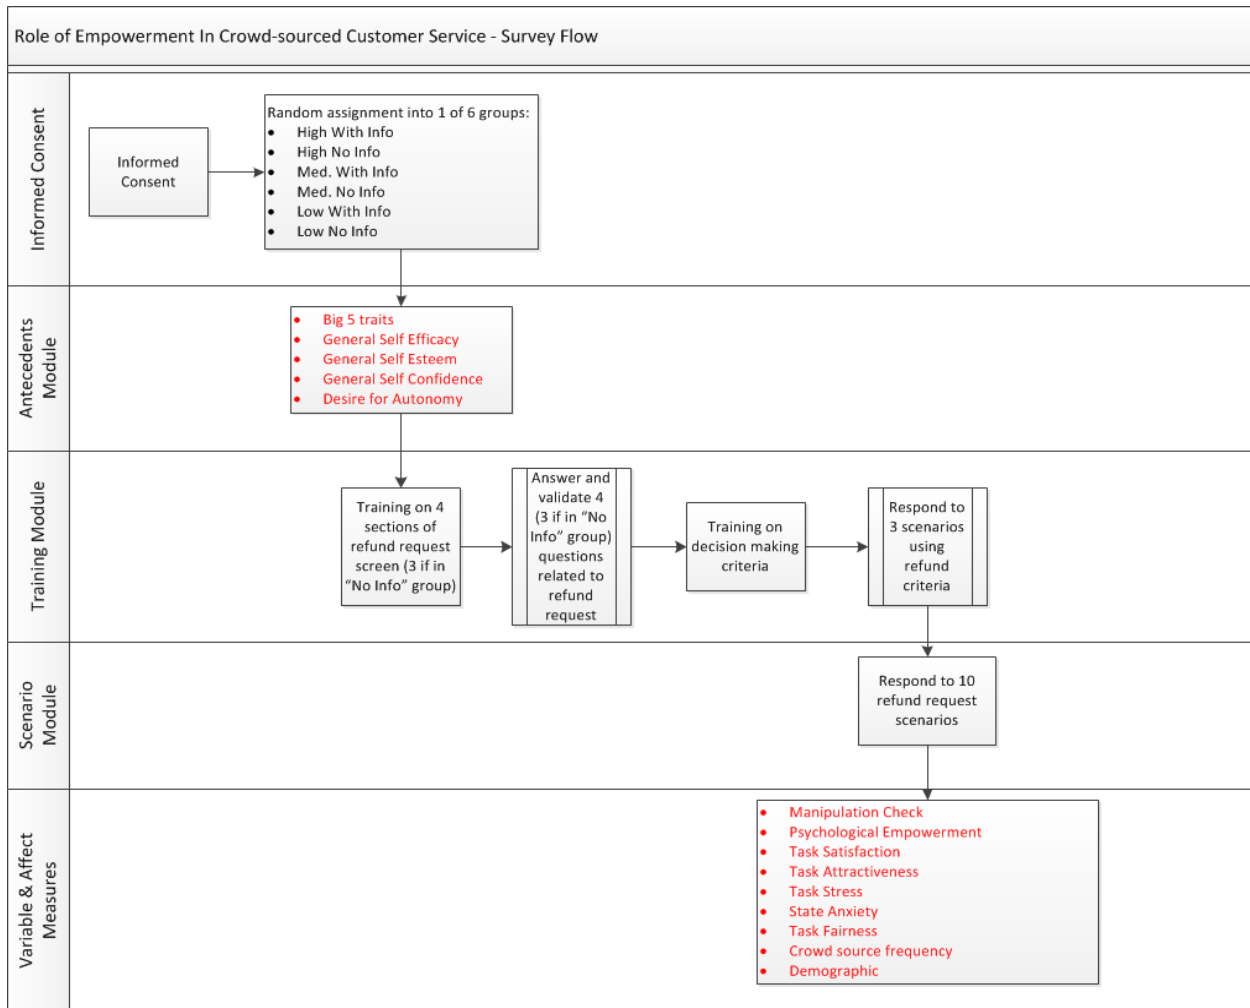 Role of Empowerment In Crowd-sourced Customer Service - Survey Flow
Informed Consent
Informed
Consent
Random assignment into 1 of 6 groups:
• High With Info
• High No Info
• Med. With Info
• Med. No Info
• Low With Info
• Low No Info
Antecedents
Module
• Big 5 traits
• General Self Efficacy
• General Self Esteem
• General Self Confidence
• Desire for Autonomy
Training Module
Training on 4
sections of
refund request
screen (3 if in
“No Info” group)
Answer and
validate 4
(3 if in “No
Info” group)
questions
related to
refund
request
Training on
decision making
criteria
Respond to
3 scenarios
using
refund
criteria
Scenario
Module
Respond to 10
refund request
scenarios
Variable & Affect
Measures
• Manipulation Check
• Psychological Empowerment
• Task Satisfaction
• Task Attractiveness
• Task Stress
• State Anxiety
• Task Fairness
• Crowd source frequency
• Demographic